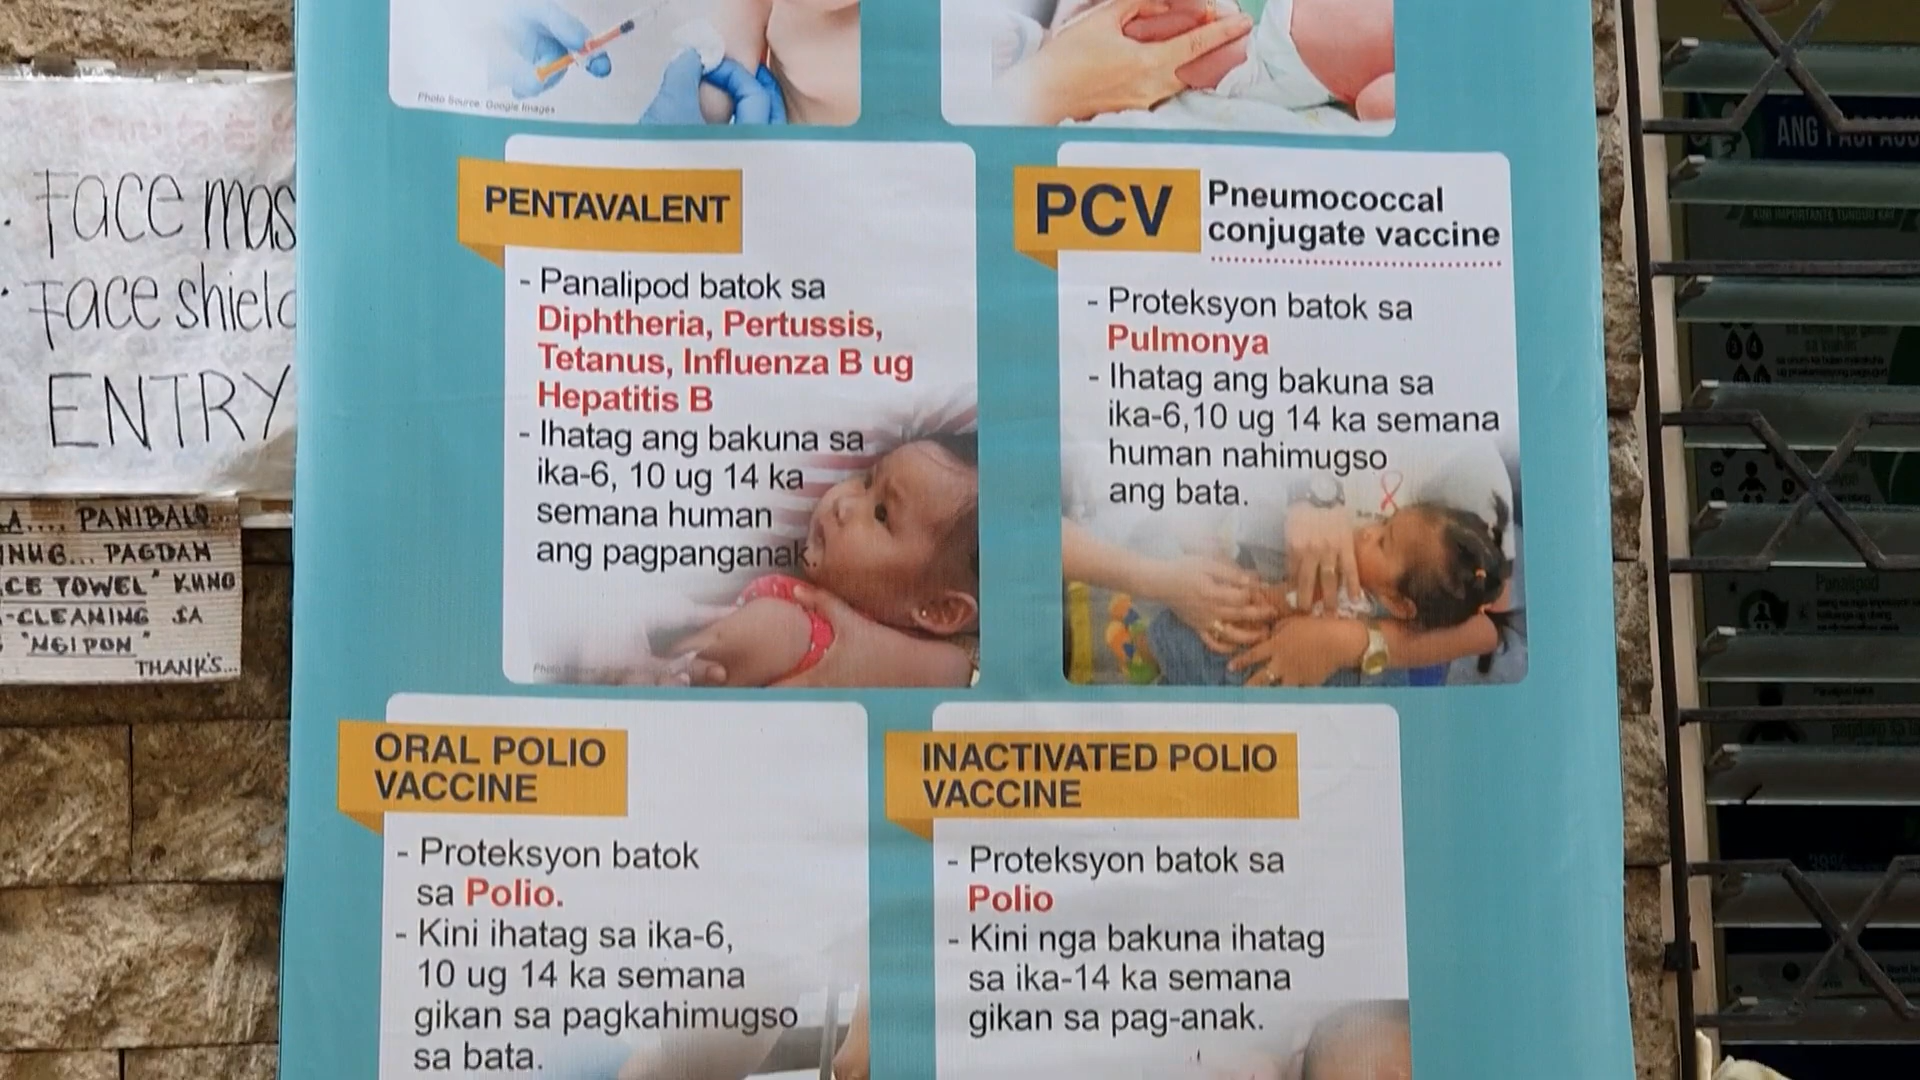 Photo Source: Google Images
PENTAVALENT
- Panalipod batok sa
Diphtheria, Pertussis,
Tetanus, Influenza B ug
Hepatitis B
- Ihatag ang bakuna sa
ika-6, 10 ug 14 ka
semana human
ang pagpanganak.
PCV
Pneumococcal
conjugate vaccine
- Proteksyon batok sa
Pulmonya
- Ihatag ang bakuna sa
ika-6,10 ug 14 ka semana
human nahimugso
ang bata.
ORAL POLIO
VACCINE
- Proteksyon batok
sa Polio.
- Kini ihatag sa ika-6,
10 ug 14 ka semana
gikan sa pagkahimugso
sa bata.
INACTIVATED POLIO
VACCINE
- Proteksyon batok sa
Polio
- Kini nga bakuna ihatag
sa ika-14 ka semana
gikan sa pag-anak.
. Face mas
. Face shield
ENTRY
A.... PANIBALO...
NUG... PAGDAH
CE TOWEL" KUNG
-CLEANING SA
"NGIPON"
THANK'S...
ANG